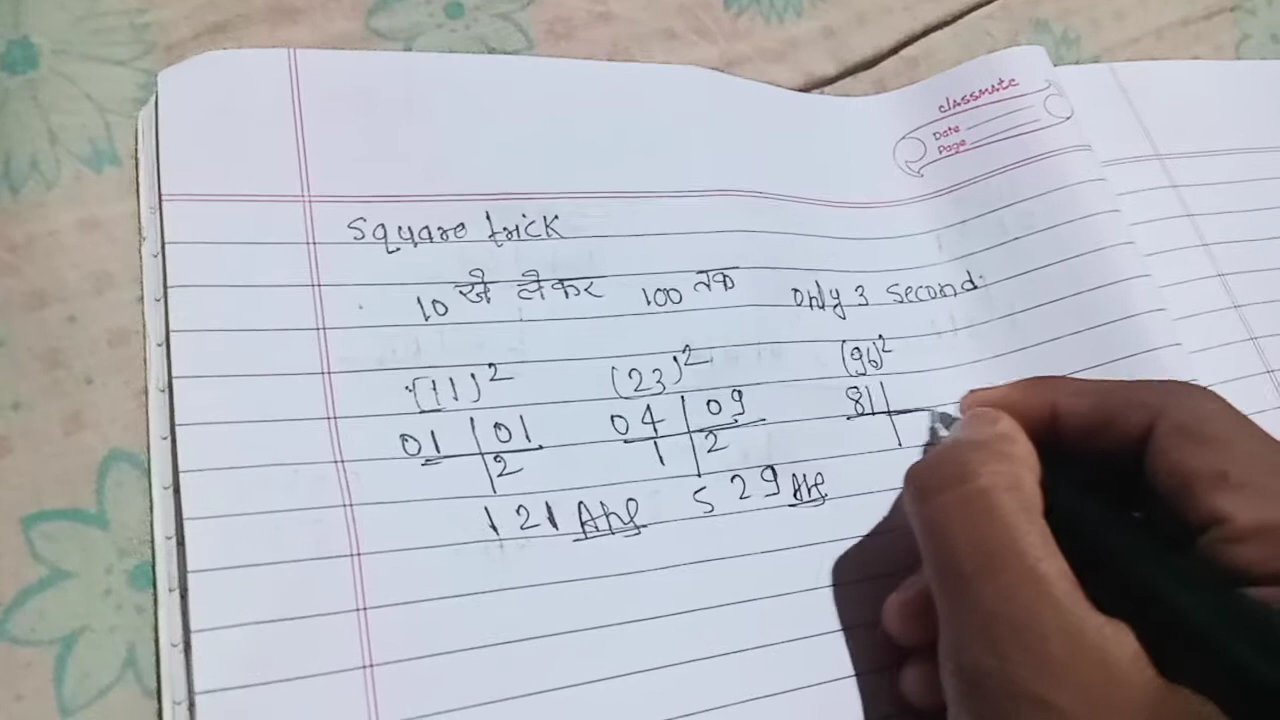 classmate
Date
Page
Square trick
10 से लेकर 100 तक only 3 second.
(11)² (23)² (96)²
01 | 01 04 | 09 81 |
2 1 | 2
121 Ans 529 Ans